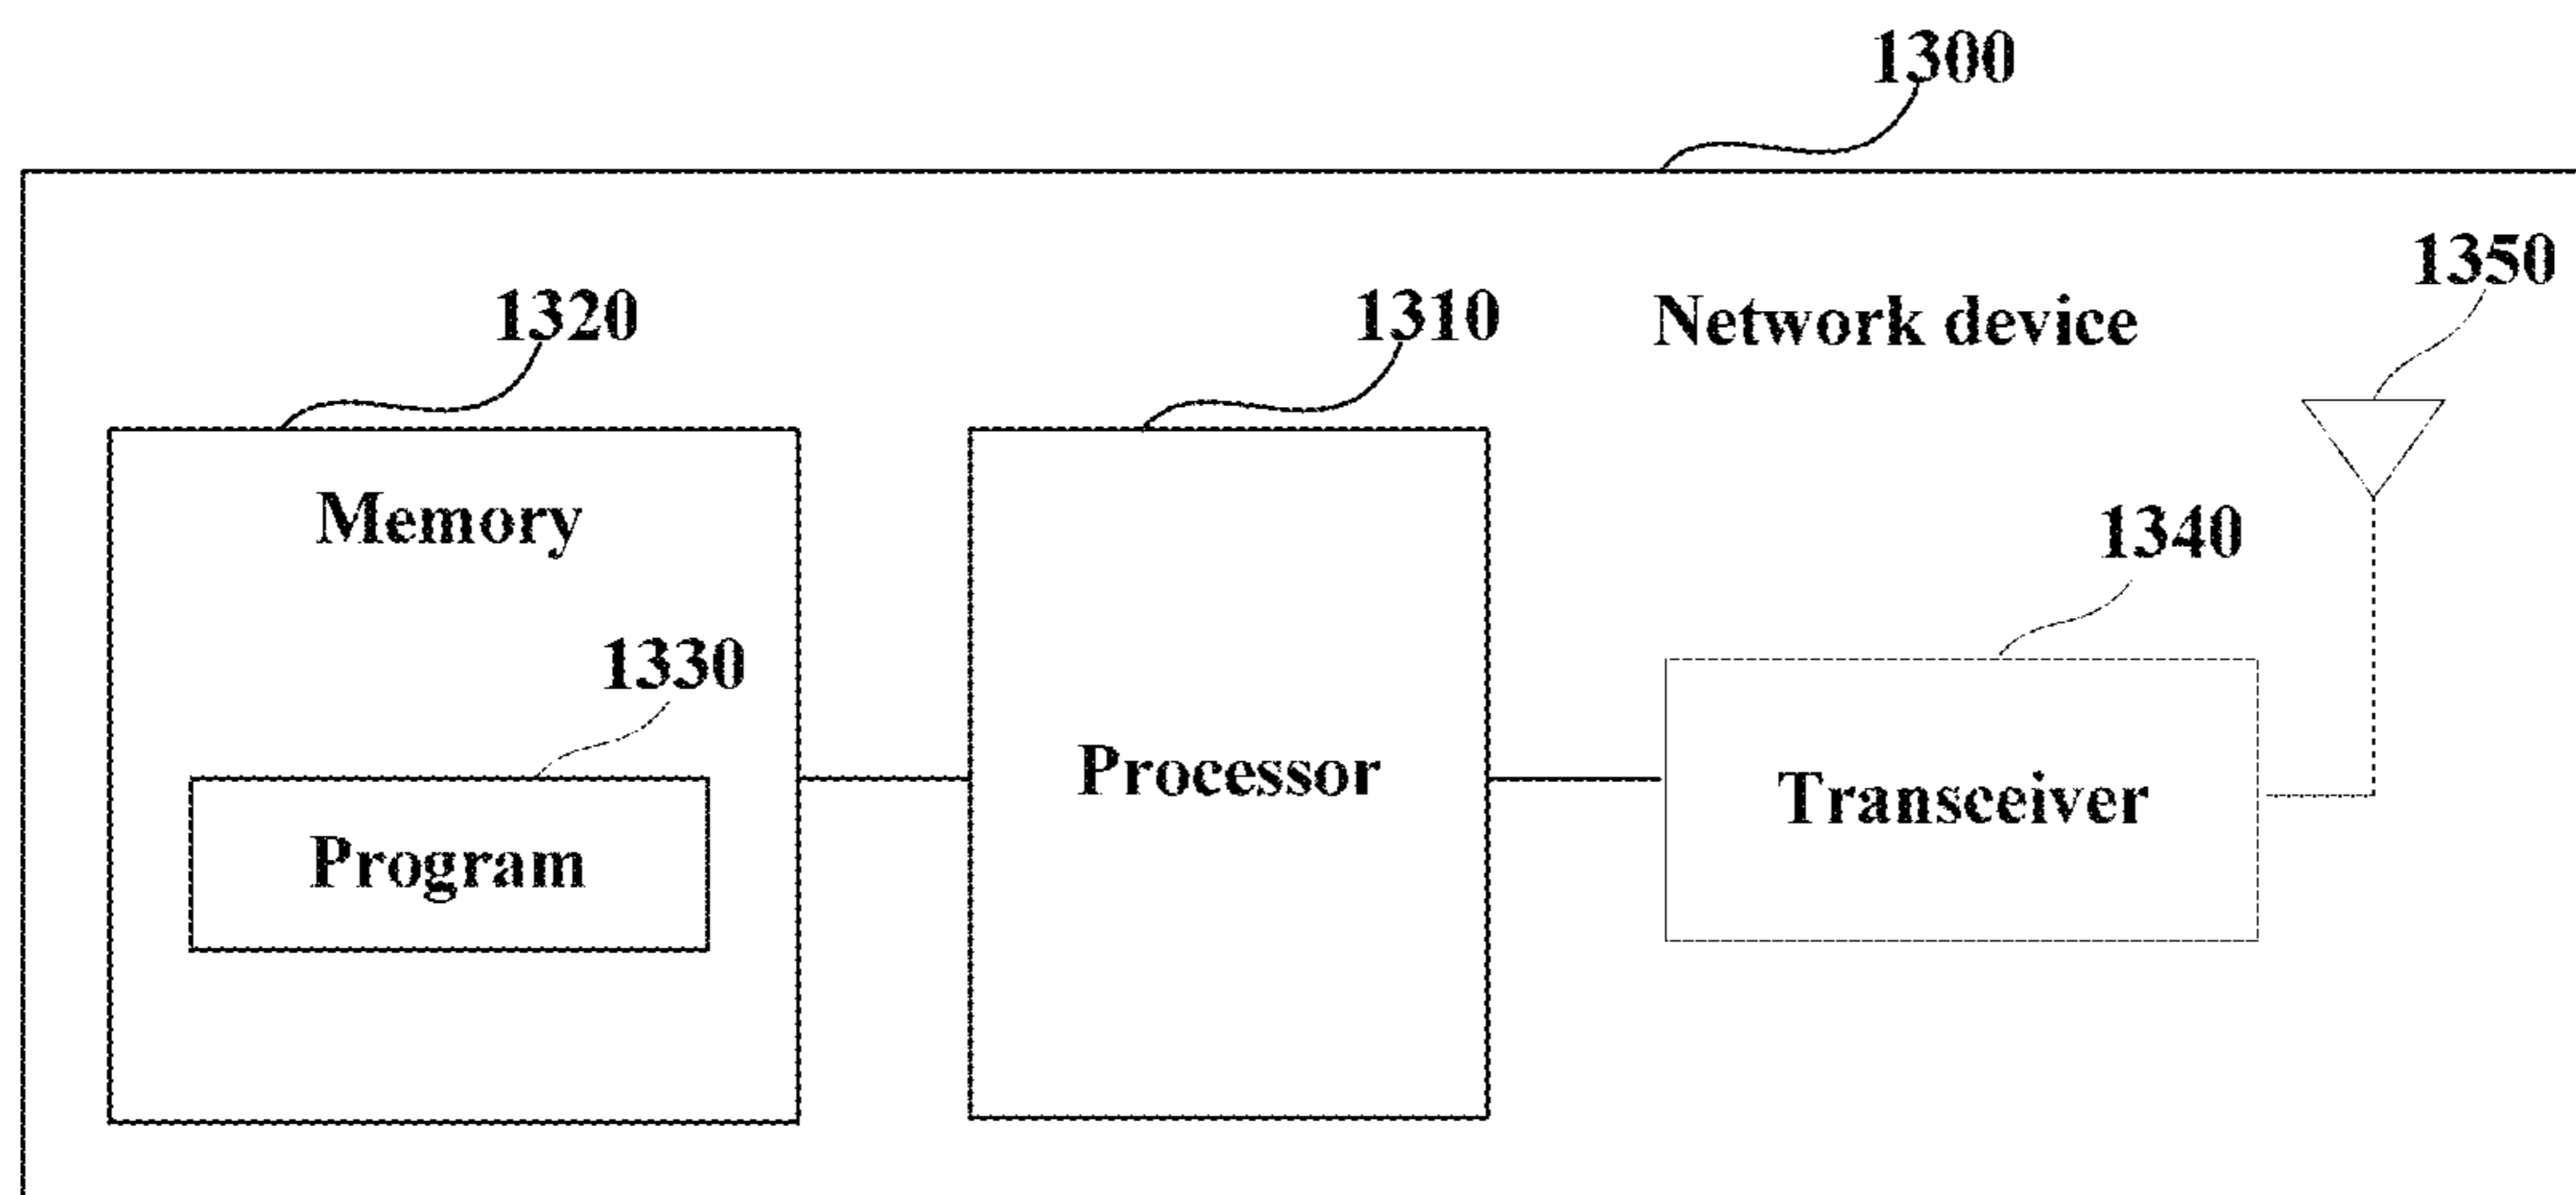 1300
1350
1320
1310
Network device
Memory
1340
1330
Processor
Transceiver
Program